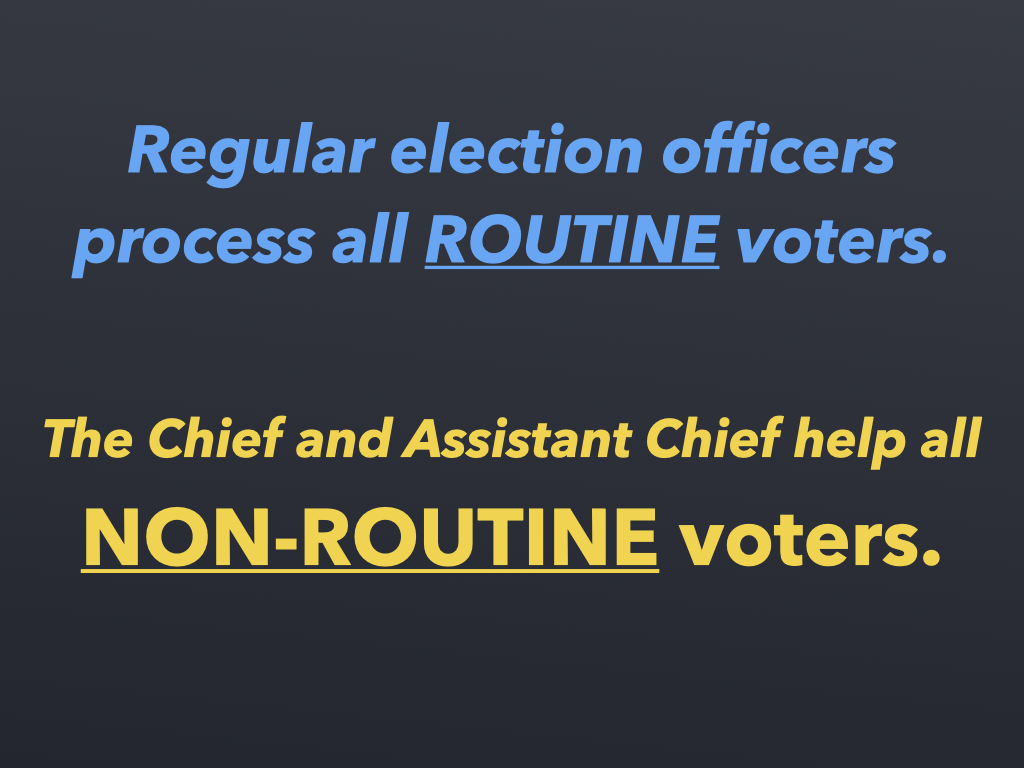 Regular election officers
process all ROUTINE voters.
The Chief and Assistant Chief help all
NON-ROUTINE voters.